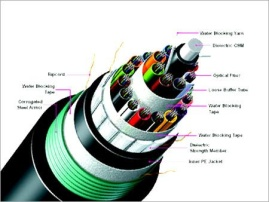 Water Blocking Yarn
Dielectric CSM
Optical Fiber
Loose Buffer Tube
Water Blocking
Tape
Water Blocking Tape
Dielectric
Strength Member
Inner PE Jacket
Ripcord
Water Blocking
Tape
Corrugated
Steel Armor